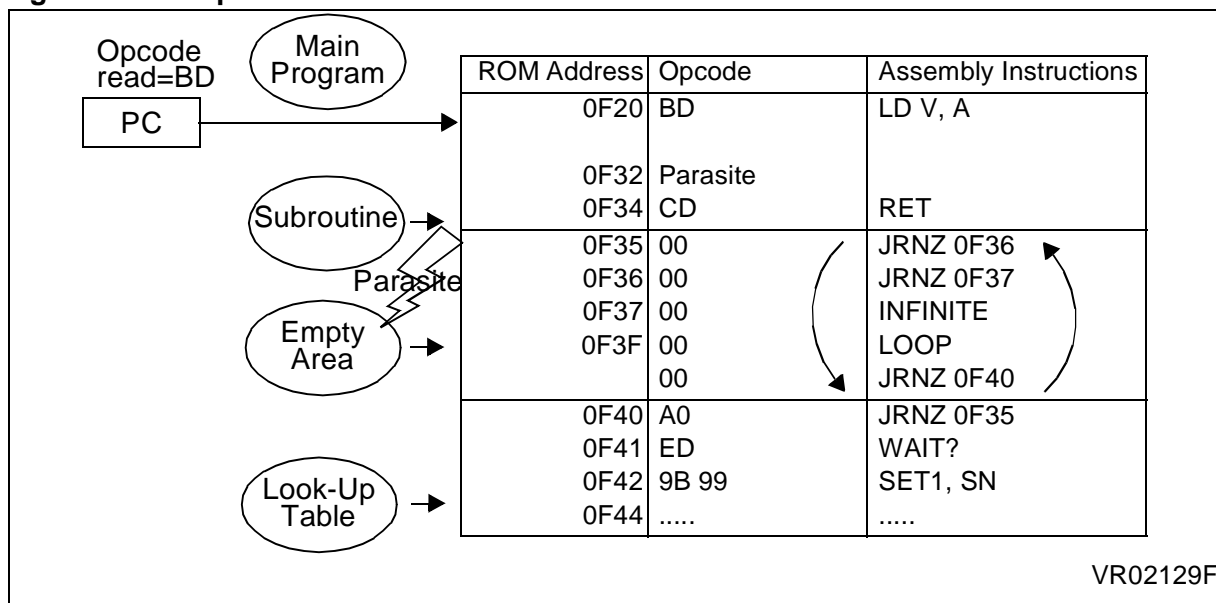 Opcode
read=BD
Main
Program
PC
Subroutine
Parasite
Empty
Area
Look-Up
Table
ROM Address Opcode Assembly Instructions
0F20 BD LD V, A
0F32 Parasite
0F34 CD RET
0F35 00 JRNZ 0F36
0F36 00 JRNZ 0F37
0F37 00 INFINITE
0F3F 00 LOOP
00 JRNZ 0F40
0F40 A0 JRNZ 0F35
0F41 ED WAIT?
0F42 9B 99 SET1, SN
0F44 ..... .....
VR02129F